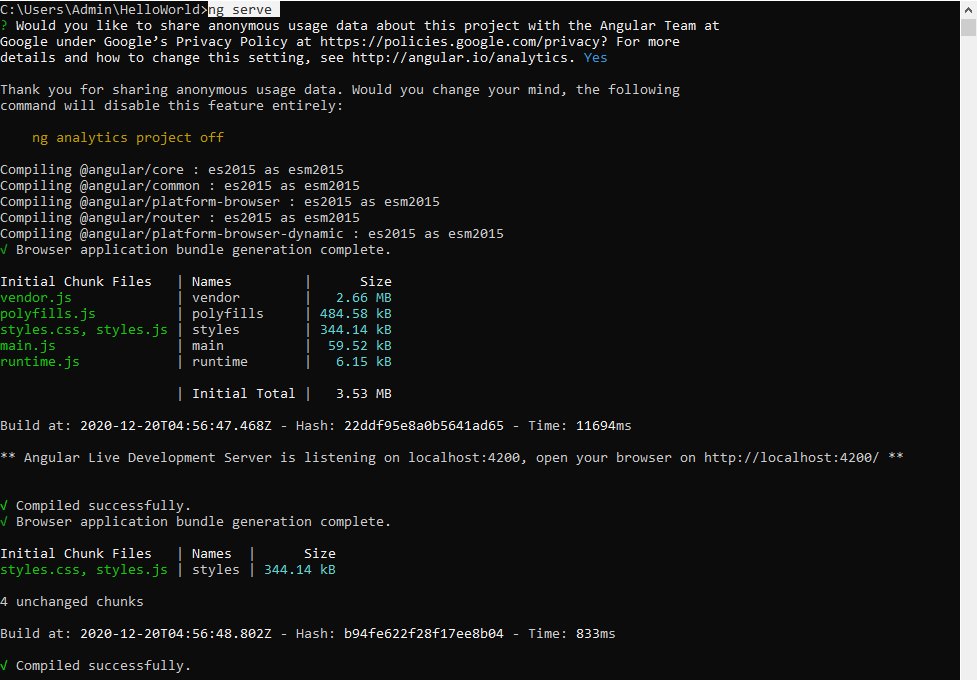 C:\Users\Admin\HelloWorld>ng serve
? Would you like to share anonymous usage data about this project with the Angular Team at
Google under Google’s Privacy Policy at https://policies.google.com/privacy? For more
details and how to change this setting, see http://angular.io/analytics. Yes
Thank you for sharing anonymous usage data. Would you change your mind, the following
command will disable this feature entirely:
    ng analytics project off
Compiling @angular/core : es2015 as esm2015
Compiling @angular/common : es2015 as esm2015
Compiling @angular/platform-browser : es2015 as esm2015
Compiling @angular/router : es2015 as esm2015
Compiling @angular/platform-browser-dynamic : es2015 as esm2015
√ Browser application bundle generation complete.
Initial Chunk Files   | Names         |      Size
vendor.js             | vendor        |   2.66 MB
polyfills.js          | polyfills     | 484.58 kB
styles.css, styles.js | styles        | 344.14 kB
main.js               | main          |  59.52 kB
runtime.js            | runtime       |   6.15 kB
                      | Initial Total |   3.53 MB
Build at: 2020-12-20T04:56:47.468Z - Hash: 22ddf95e8a0b5641ad65 - Time: 11694ms
** Angular Live Development Server is listening on localhost:4200, open your browser on http://localhost:4200/ **
√ Compiled successfully.
√ Browser application bundle generation complete.
Initial Chunk Files   | Names  |      Size
styles.css, styles.js | styles | 344.14 kB
4 unchanged chunks
Build at: 2020-12-20T04:56:48.802Z - Hash: b94fe622f28f17ee8b04 - Time: 833ms
√ Compiled successfully.